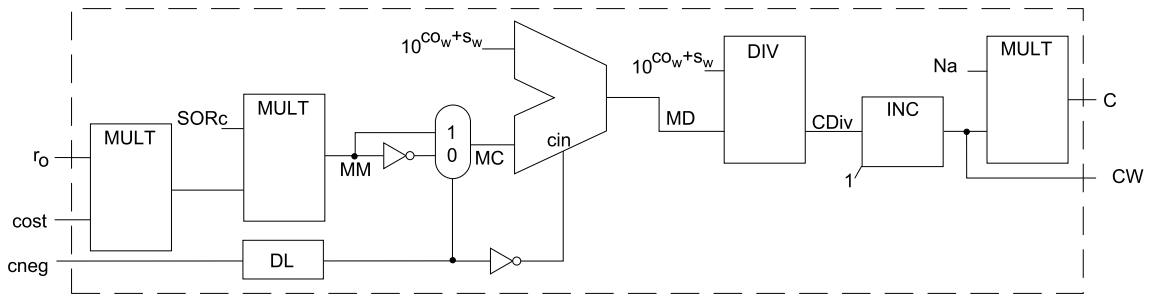 r₀
cost
cneg
MULT
SORc
MULT
DL
MM
1
0
MC
10^co_w+s_w
cin
MD
10^co_w+s_w
DIV
CDiv
INC
1
Na
MULT
C
CW